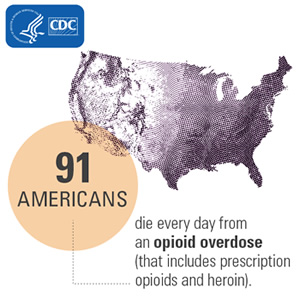 CDC
91
AMERICANS
die every day from
an opioid overdose
(that includes prescription
opioids and heroin).